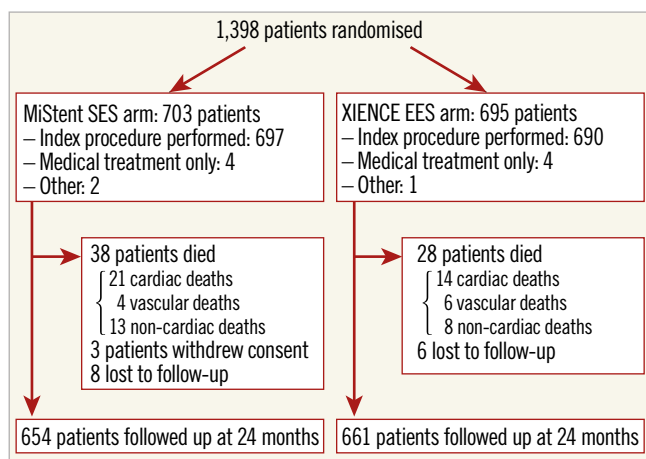 1,398 patients randomised
MiStent SES arm: 703 patients
– Index procedure performed: 697
– Medical treatment only: 4
– Other: 2
XIENCE EES arm: 695 patients
– Index procedure performed: 690
– Medical treatment only: 4
– Other: 1
38 patients died
21 cardiac deaths
4 vascular deaths
13 non-cardiac deaths
3 patients withdrew consent
8 lost to follow-up
28 patients died
14 cardiac deaths
6 vascular deaths
8 non-cardiac deaths
6 lost to follow-up
654 patients followed up at 24 months
661 patients followed up at 24 months